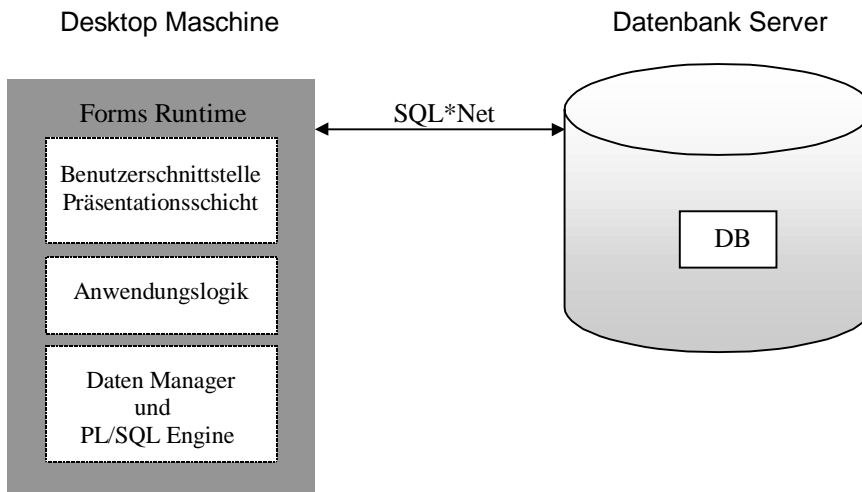 Desktop Maschine
Datenbank Server
Forms Runtime
SQL*Net
Benutzerschnittstelle
Präsentationsschicht
DB
Anwendungslogik
Daten Manager
und
PL/SQL Engine